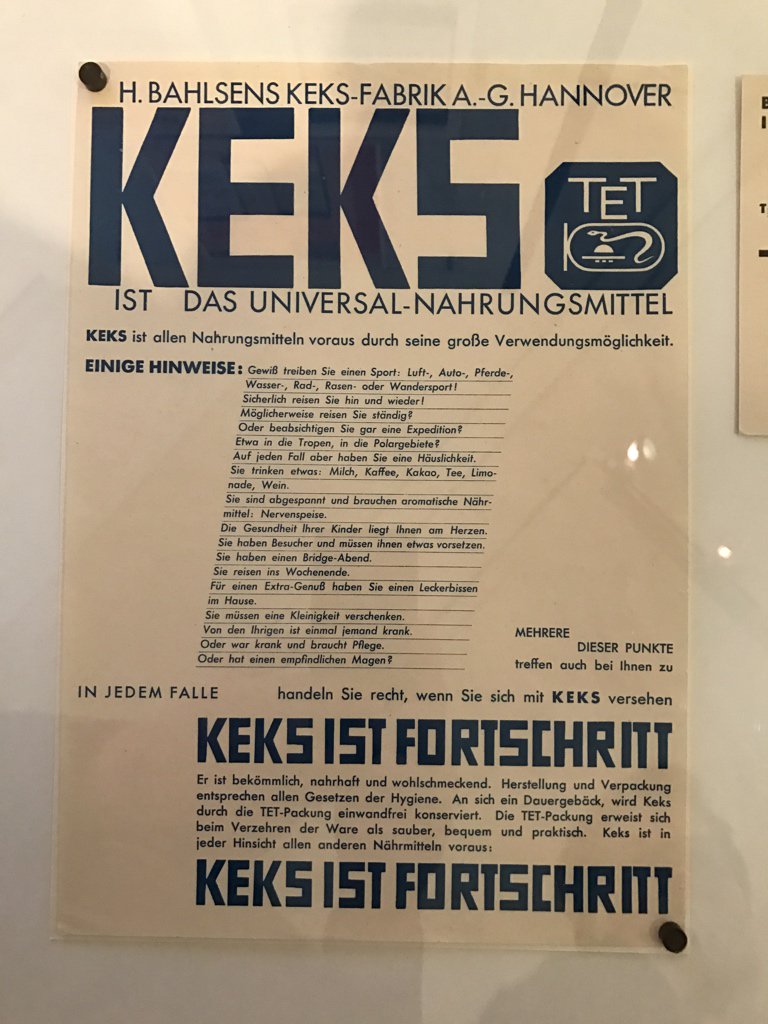 H. BAHLSENS KEKS-FABRIK A.-G. HANNOVER
KEKS
TET
IST DAS UNIVERSAL-NAHRUNGSMITTEL
KEKS ist allen Nahrungsmitteln voraus durch seine große Verwendungsmöglichkeit.
EINIGE HINWEISE: Gewiß treiben Sie einen Sport: Luft-, Auto-, Pferde-,
Wasser-, Rad-, Rasen- oder Wandersport!
Sicherlich reisen Sie hin und wieder!
Möglicherweise reisen Sie ständig?
Oder beabsichtigen Sie gar eine Expedition?
Etwa in die Tropen, in die Polargebiete?
Auf jeden Fall aber haben Sie eine Häuslichkeit.
Sie trinken etwas: Milch, Kaffee, Kakao, Tee, Limo-
nade, Wein.
Sie sind abgespannt und brauchen aromatische Nähr-
mittel: Nervenspeise.
Die Gesundheit Ihrer Kinder liegt Ihnen am Herzen.
Sie haben Besucher und müssen ihnen etwas vorsetzen.
Sie haben einen Bridge-Abend.
Sie reisen ins Wochenende.
Für einen Extra-Genuß haben Sie einen Leckerbissen
im Hause.
Sie müssen eine Kleinigkeit verschenken.
Von den Ihrigen ist einmal jemand krank.
Oder war krank und braucht Pflege.
Oder hat einen empfindlichen Magen?
MEHRERE
DIESER PUNKTE
treffen auch bei Ihnen zu
IN JEDEM FALLE handeln Sie recht, wenn Sie sich mit KEKS versehen
KEKS IST FORTSCHRITT
Er ist bekömmlich, nahrhaft und wohlschmeckend. Herstellung und Verpackung
entsprechen allen Gesetzen der Hygiene. An sich ein Dauergebäck, wird Keks
durch die TET-Packung einwandfrei konserviert. Die TET-Packung erweist sich
beim Verzehren der Ware als sauber, bequem und praktisch. Keks ist in
jeder Hinsicht allen anderen Nährmitteln voraus:
KEKS IST FORTSCHRITT